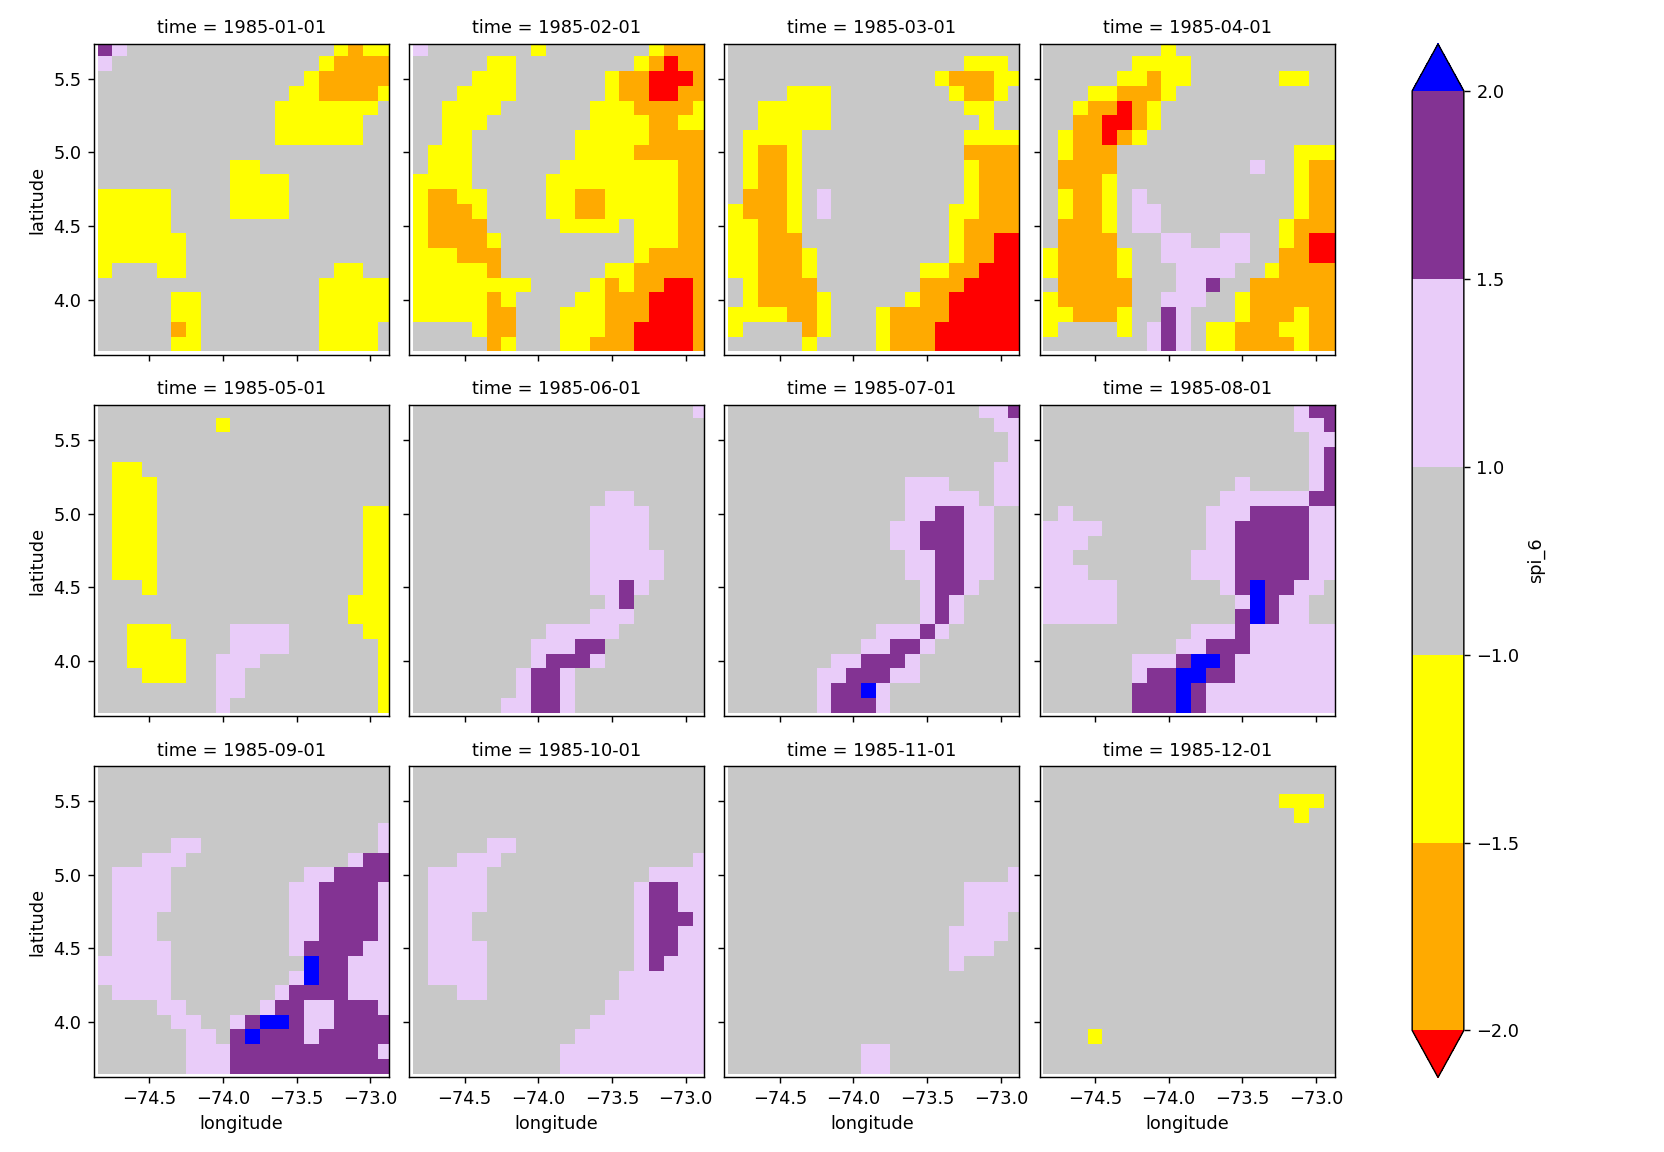 time = 1985-01-01
time = 1985-02-01
time = 1985-03-01
time = 1985-04-01
5.5
5.0
4.5
4.0
latitude
time = 1985-05-01
time = 1985-06-01
time = 1985-07-01
time = 1985-08-01
5.5
5.0
4.5
4.0
latitude
time = 1985-09-01
time = 1985-10-01
time = 1985-11-01
time = 1985-12-01
5.5
5.0
4.5
4.0
latitude
−74.5 −74.0 −73.5 −73.0
longitude
−74.5 −74.0 −73.5 −73.0
longitude
−74.5 −74.0 −73.5 −73.0
longitude
−74.5 −74.0 −73.5 −73.0
longitude
2.0
1.5
1.0
−1.0
−1.5
−2.0
spi_6